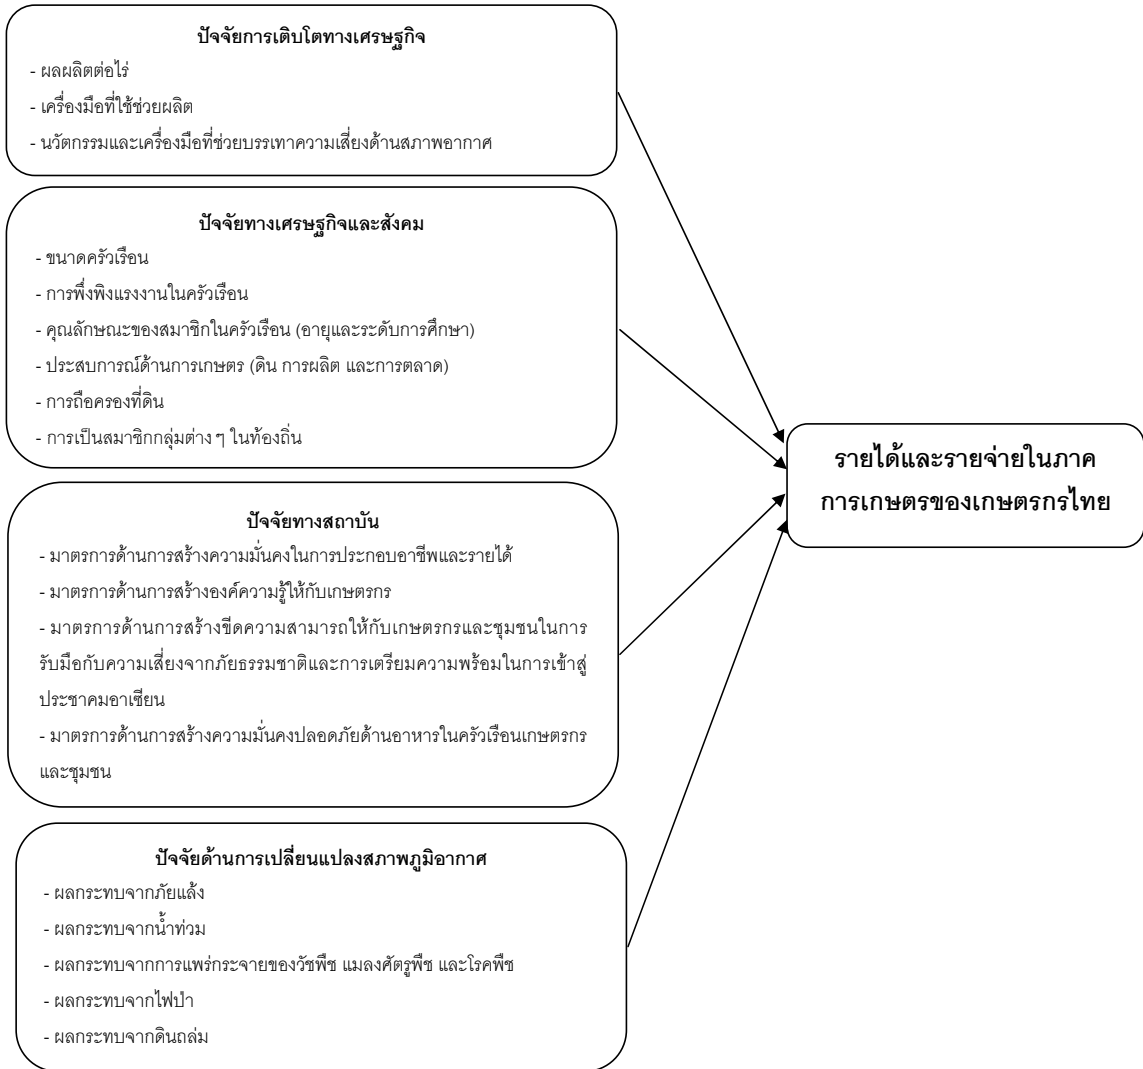 ปัจจัยการเติบโตทางเศรษฐกิจ
- ผลผลิตต่อไร่
- เครื่องมือที่ใช้ช่วยผลิต
- นวัตกรรมและเครื่องมือที่ช่วยบรรเทาความเสี่ยงด้านสภาพอากาศ
ปัจจัยทางเศรษฐกิจและสังคม
- ขนาดครัวเรือน
- การพึ่งพิงแรงงานในครัวเรือน
- คุณลักษณะของสมาชิกในครัวเรือน (อายุและระดับการศึกษา)
- ประสบการณ์ด้านการเกษตร (ดิน การผลิต และการตลาด)
- การถือครองที่ดิน
- การเป็นสมาชิกกลุ่มต่าง ๆ ในท้องถิ่น
ปัจจัยทางสถาบัน
- มาตรการด้านการสร้างความมั่นคงในการประกอบอาชีพและรายได้
- มาตรการด้านการสร้างองค์ความรู้ให้กับเกษตรกร
- มาตรการด้านการสร้างขีดความสามารถให้กับเกษตรกรและชุมชนในการ
รับมือกับความเสี่ยงจากภัยธรรมชาติและการเตรียมความพร้อมในการเข้าสู่
ประชาคมอาเซียน
- มาตรการด้านการสร้างความมั่นคงปลอดภัยด้านอาหารในครัวเรือนเกษตรกร
และชุมชน
ปัจจัยด้านการเปลี่ยนแปลงสภาพภูมิอากาศ
- ผลกระทบจากภัยแล้ง
- ผลกระทบจากน้ำท่วม
- ผลกระทบจากการแพร่กระจายของวัชพืช แมลงศัตรูพืช และโรคพืช
- ผลกระทบจากไฟป่า
- ผลกระทบจากดินถล่ม
รายได้และรายจ่ายในภาค
การเกษตรของเกษตรกรไทย